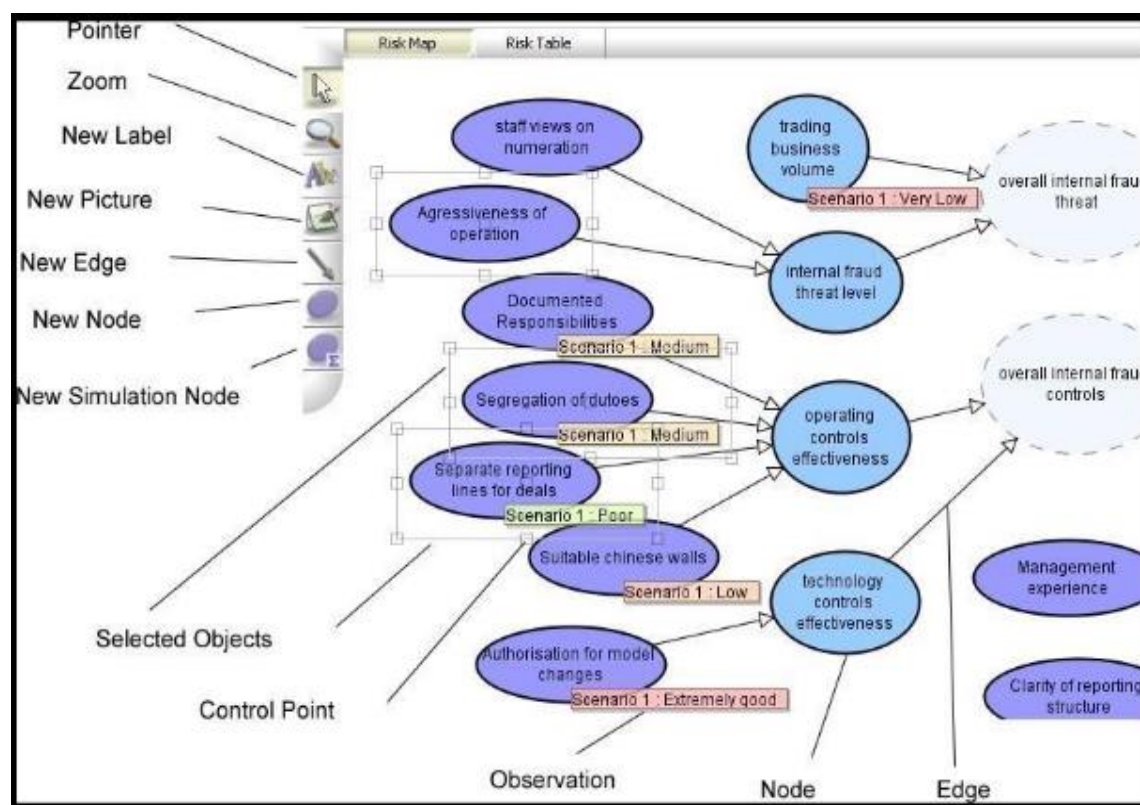 Pointer
Zoom
New Label
New Picture
New Edge
New Node
New Simulation Node
Selected Objects
Control Point
Observation
Node
Edge
Risk Map
Risk Table
staff views on
numeration
Agressiveness of
operation
Documented
Responsibilities
Scenario 1 : Medium
Segregation of dutoes
Scenario 1 : Medium
Separate reporting
lines for deals
Scenario 1 : Poor
Suitable chinese walls
Scenario 1 : Low
Authorisation for model
changes
Scenario 1 : Extremely good
trading
business
volume
Scenario 1 : Very Low
internal fraud
threat level
operating
controls
effectiveness
technology
controls
effectiveness
overall internal frau
threat
overall internal frau
controls
Management
experience
Clarity of reporting
structure